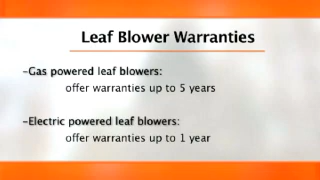 Leaf Blower Warranties
-Gas powered leaf blowers:
offer warranties up to 5 years
-Electric powered leaf blowers:
offer warranties up to 1 year